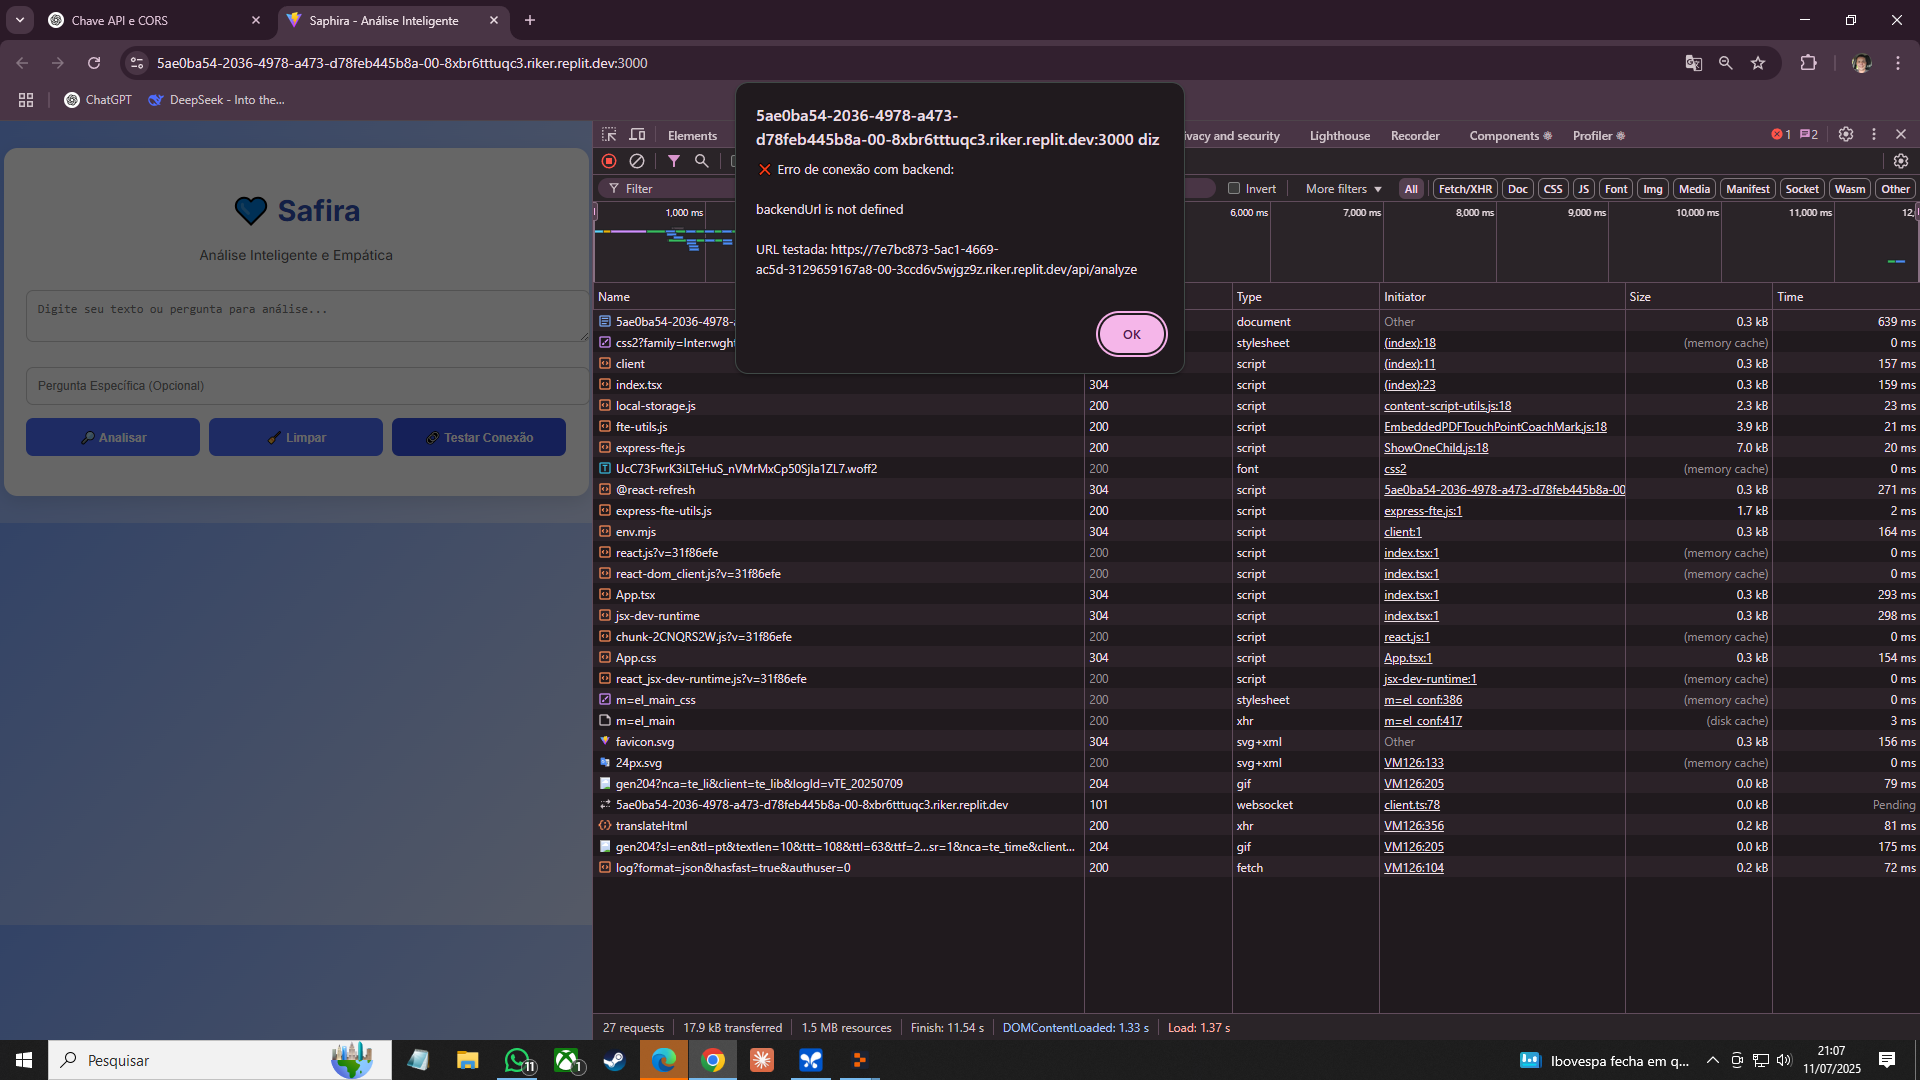 Chave API e CORS
Saphira - Análise Inteligente
5ae0ba54-2036-4978-a473-d78feb445b8a-00-8xbr6tttuqc3.riker.replit.dev:3000
ChatGPT
DeepSeek - Into the...
5ae0ba54-2036-4978-a473-
d78feb445b8a-00-8xbr6tttuqc3.riker.replit.dev:3000 diz
❌ Erro de conexão com backend:
backendUrl is not defined
URL testada: https://7e7bc873-5ac1-4669-
ac5d-3129659167a8-00-3ccd6v5wjgz9z.riker.replit.dev/api/analyze
OK
💙 Safira
Análise Inteligente e Empática
Digite seu texto ou pergunta para análise...
Pergunta Específica (Opcional)
Analisar
Limpar
Testar Conexão
Elements
ivacy and security
Lighthouse
Recorder
Components
Profiler
1
2
Filter
Invert
More filters
All
Fetch/XHR
Doc
CSS
JS
Font
Img
Media
Manifest
Socket
Wasm
Other
1,000 ms
6,000 ms
7,000 ms
8,000 ms
9,000 ms
10,000 ms
11,000 ms
12,
Name Type Initiator Size Time
5ae0ba54-2036-4978- document Other 0.3 kB 639 ms
css2?family=Inter:wght stylesheet (index):18 (memory cache) 0 ms
client script (index):11 0.3 kB 157 ms
index.tsx 304 script (index):23 0.3 kB 159 ms
local-storage.js 200 script content-script-utils.js:18 2.3 kB 23 ms
fte-utils.js 200 script EmbeddedPDFTouchPointCoachMark.js:18 3.9 kB 21 ms
express-fte.js 200 script ShowOneChild.js:18 7.0 kB 20 ms
UcC73FwrK3iLTeHuS_nVMrMxCp50SjIa1ZL7.woff2 200 font css2 (memory cache) 0 ms
@react-refresh 304 script 5ae0ba54-2036-4978-a473-d78feb445b8a-00 0.3 kB 271 ms
express-fte-utils.js 200 script express-fte.js:1 1.7 kB 2 ms
env.mjs 304 script client:1 0.3 kB 164 ms
react.js?v=31f86efe 200 script index.tsx:1 (memory cache) 0 ms
react-dom_client.js?v=31f86efe 200 script index.tsx:1 (memory cache) 0 ms
App.tsx 304 script index.tsx:1 0.3 kB 293 ms
jsx-dev-runtime 304 script index.tsx:1 0.3 kB 298 ms
chunk-2CNQRS2W.js?v=31f86efe 200 script react.js:1 (memory cache) 0 ms
App.css 304 script App.tsx:1 0.3 kB 154 ms
react_jsx-dev-runtime.js?v=31f86efe 200 script jsx-dev-runtime:1 (memory cache) 0 ms
m=el_main_css 200 stylesheet m=el_conf:386 (memory cache) 0 ms
m=el_main 200 xhr m=el_conf:417 (disk cache) 3 ms
favicon.svg 304 svg+xml Other 0.3 kB 156 ms
24px.svg 200 svg+xml VM126:133 (memory cache) 0 ms
gen204?nca=te_li&client=te_lib&logId=vTE_20250709 204 gif VM126:205 0.0 kB 79 ms
5ae0ba54-2036-4978-a473-d78feb445b8a-00-8xbr6tttuqc3.riker.replit.dev 101 websocket client.ts:78 0.0 kB Pending
translateHtml 200 xhr VM126:356 0.2 kB 81 ms
gen204?sl=en&tl=pt&textlen=10&ttt=108&ttl=63&ttf=2...sr=1&nca=te_time&client... 204 gif VM126:205 0.0 kB 175 ms
log?format=json&hasfast=true&authuser=0 200 fetch VM126:104 0.2 kB 72 ms
27 requests
17.9 kB transferred
1.5 MB resources
Finish: 11.54 s
DOMContentLoaded: 1.33 s
Load: 1.37 s
Pesquisar
11
1
Ibovespa fecha em q...
21:07
11/07/2025